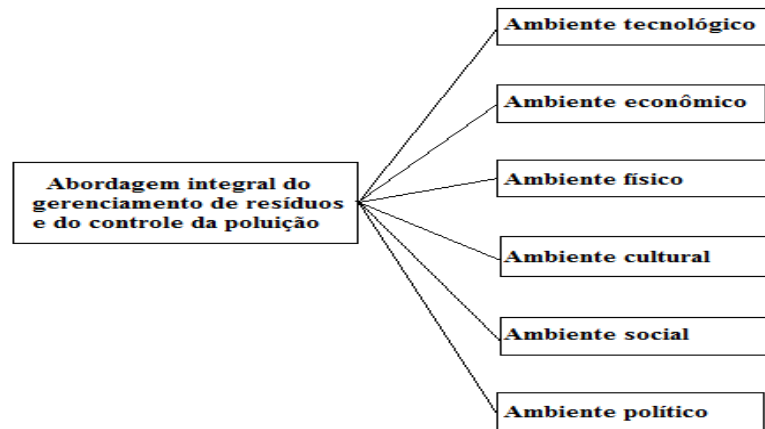 Abordagem integral do
gerenciamento de resíduos
e do controle da poluição
Ambiente tecnológico
Ambiente econômico
Ambiente físico
Ambiente cultural
Ambiente social
Ambiente político